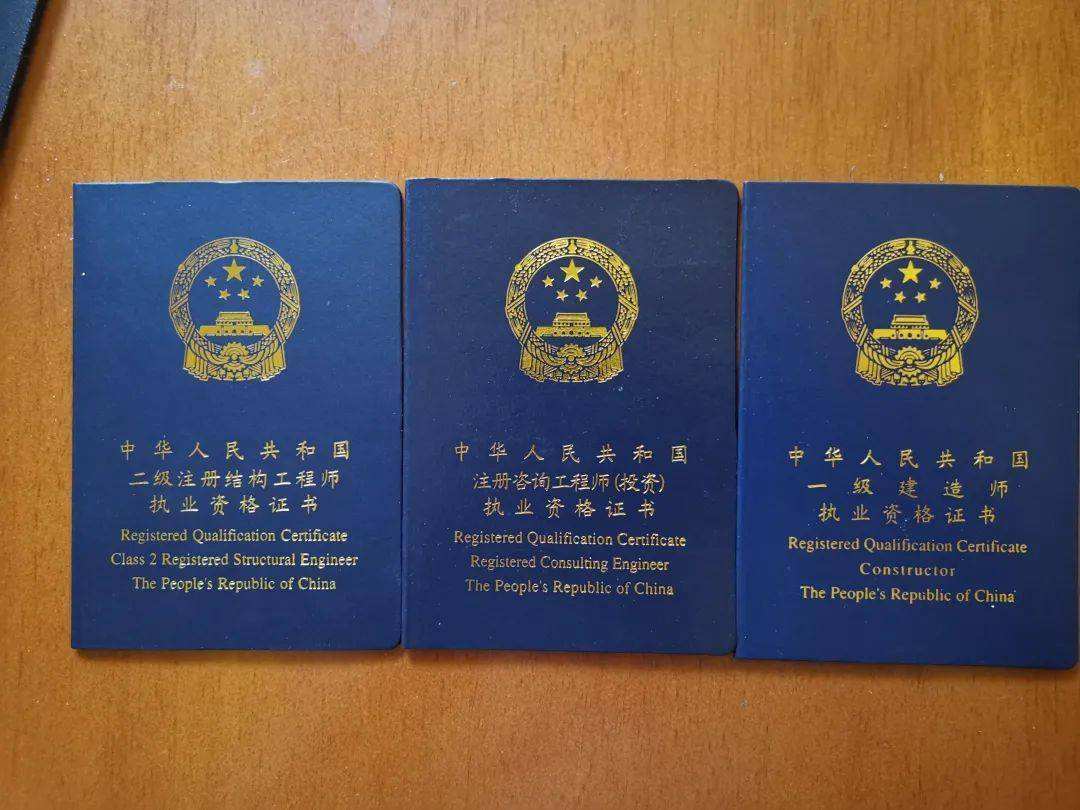 中华人民共和国
二级注册结构工程师
执业资格证书
Registered Qualification Certificate
Class 2 Registered Structural Engineer
The People's Republic of China
中华人民共和国
注册咨询工程师(投资)
执业资格证书
Registered Qualification Certificate
Registered Consulting Engineer
The People's Republic of China
中华人民共和国
一级建造师
执业资格证书
Registered Qualification Certificate
Constructor
The People's Republic of China